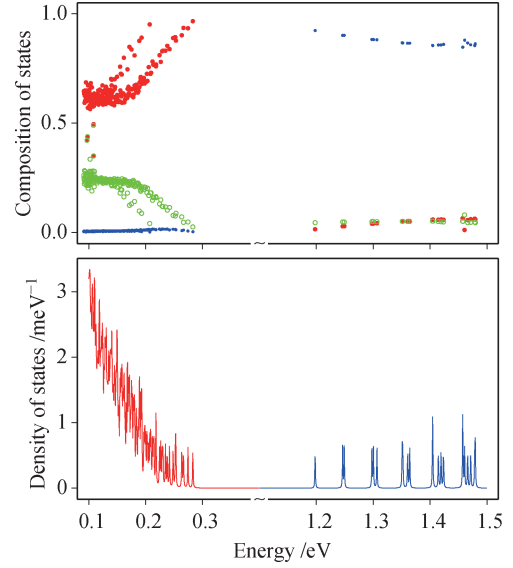 1.0
0.5
0.0
Composition of states
~
3
2
1
0
Density of states /meV⁻¹
~
0.1 0.2 0.3 1.2 1.3 1.4 1.5
Energy /eV